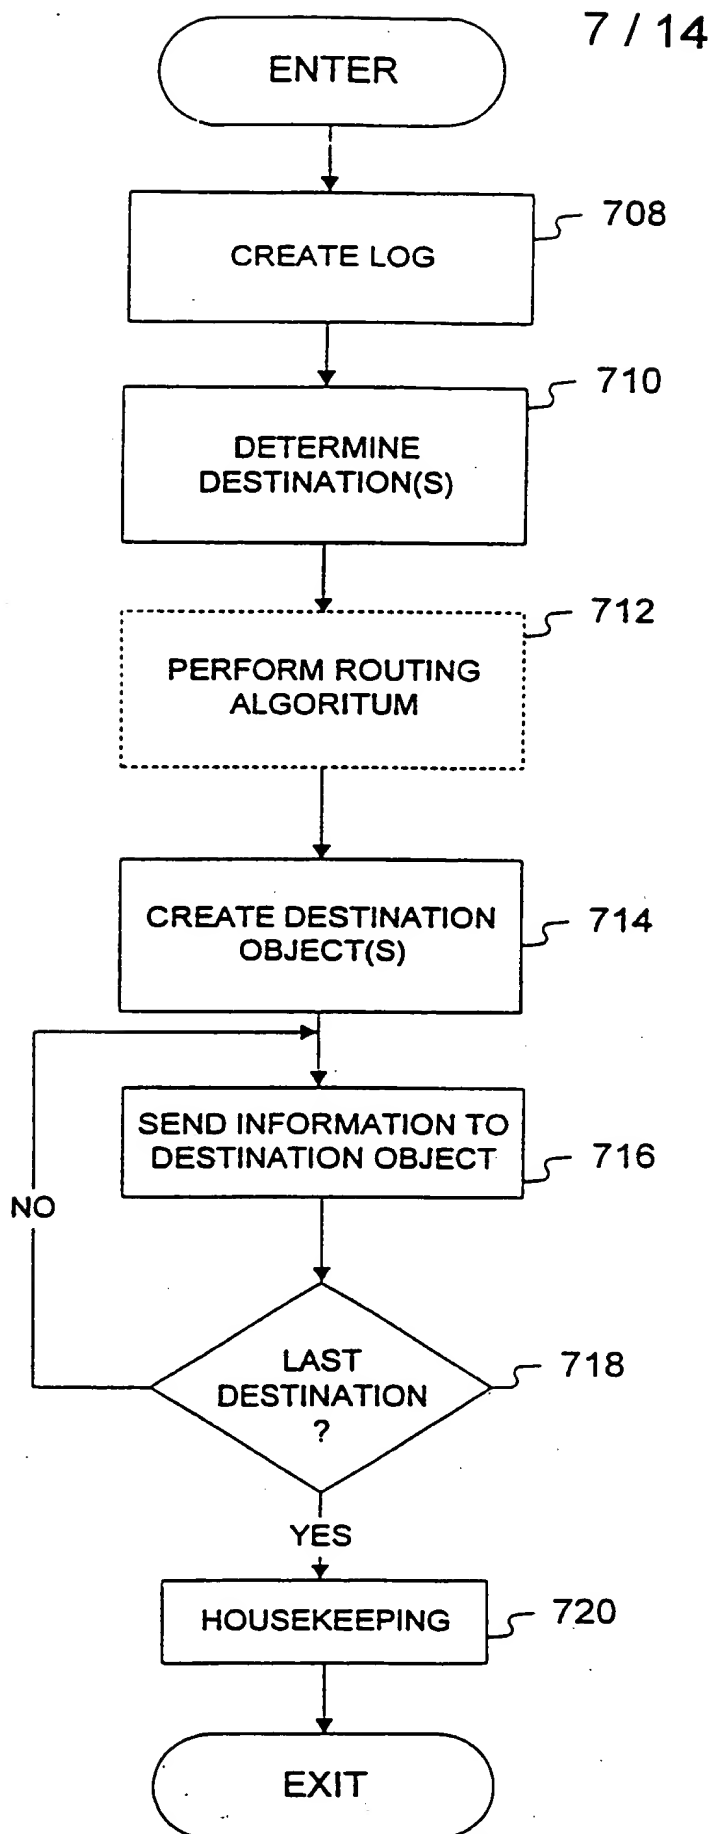 7 / 14
ENTER
708
CREATE LOG
710
DETERMINE
DESTINATION(S)
712
PERFORM ROUTING
ALGORITUM
CREATE DESTINATION
OBJECT(S)
714
SEND INFORMATION TO
DESTINATION OBJECT
716
NO
LAST
DESTINATION
?
718
YES
HOUSEKEEPING
720
EXIT